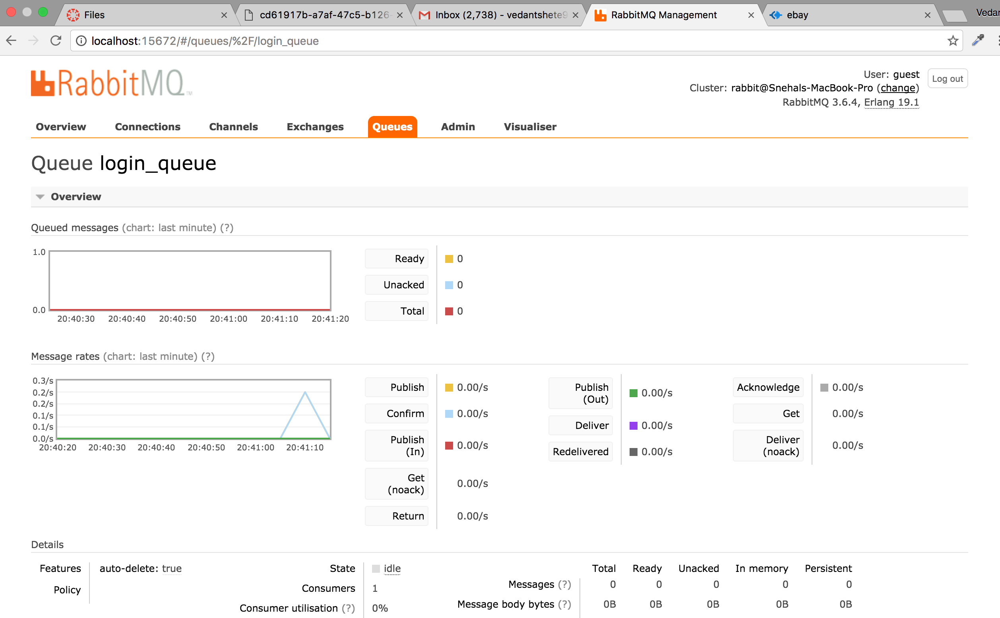 Files
cd61917b-a7af-47c5-b126-
Inbox (2,738) - vedantshete9
RabbitMQ Management
ebay
localhost:15672/#/queues/%2F/login_queue
RabbitMQ TM
User: guest
Log out
Cluster: rabbit@Snehals-MacBook-Pro (change)
RabbitMQ 3.6.4, Erlang 19.1
Overview Connections Channels Exchanges Queues Admin Visualiser
Queue login_queue
Overview
Queued messages (chart: last minute) (?)
1.0
0.0
20:40:30 20:40:40 20:40:50 20:41:00 20:41:10 20:41:20
Ready 0
Unacked 0
Total 0
Message rates (chart: last minute) (?)
0.3/s
0.2/s
0.2/s
0.1/s
0.1/s
0.0/s
20:40:20 20:40:30 20:40:40 20:40:50 20:41:00 20:41:10
Publish 0.00/s
Confirm 0.00/s
Publish
(In) 0.00/s
Get
(noack) 0.00/s
Return 0.00/s
Publish
(Out) 0.00/s
Deliver 0.00/s
Redelivered 0.00/s
Acknowledge 0.00/s
Get 0.00/s
Deliver
(noack) 0.00/s
Details
Features auto-delete: true
Policy
State idle
Consumers 1
Consumer utilisation (?) 0%
Total Ready Unacked In memory Persistent
Messages (?) 0 0 0 0 0
Message body bytes (?) 0B 0B 0B 0B 0B